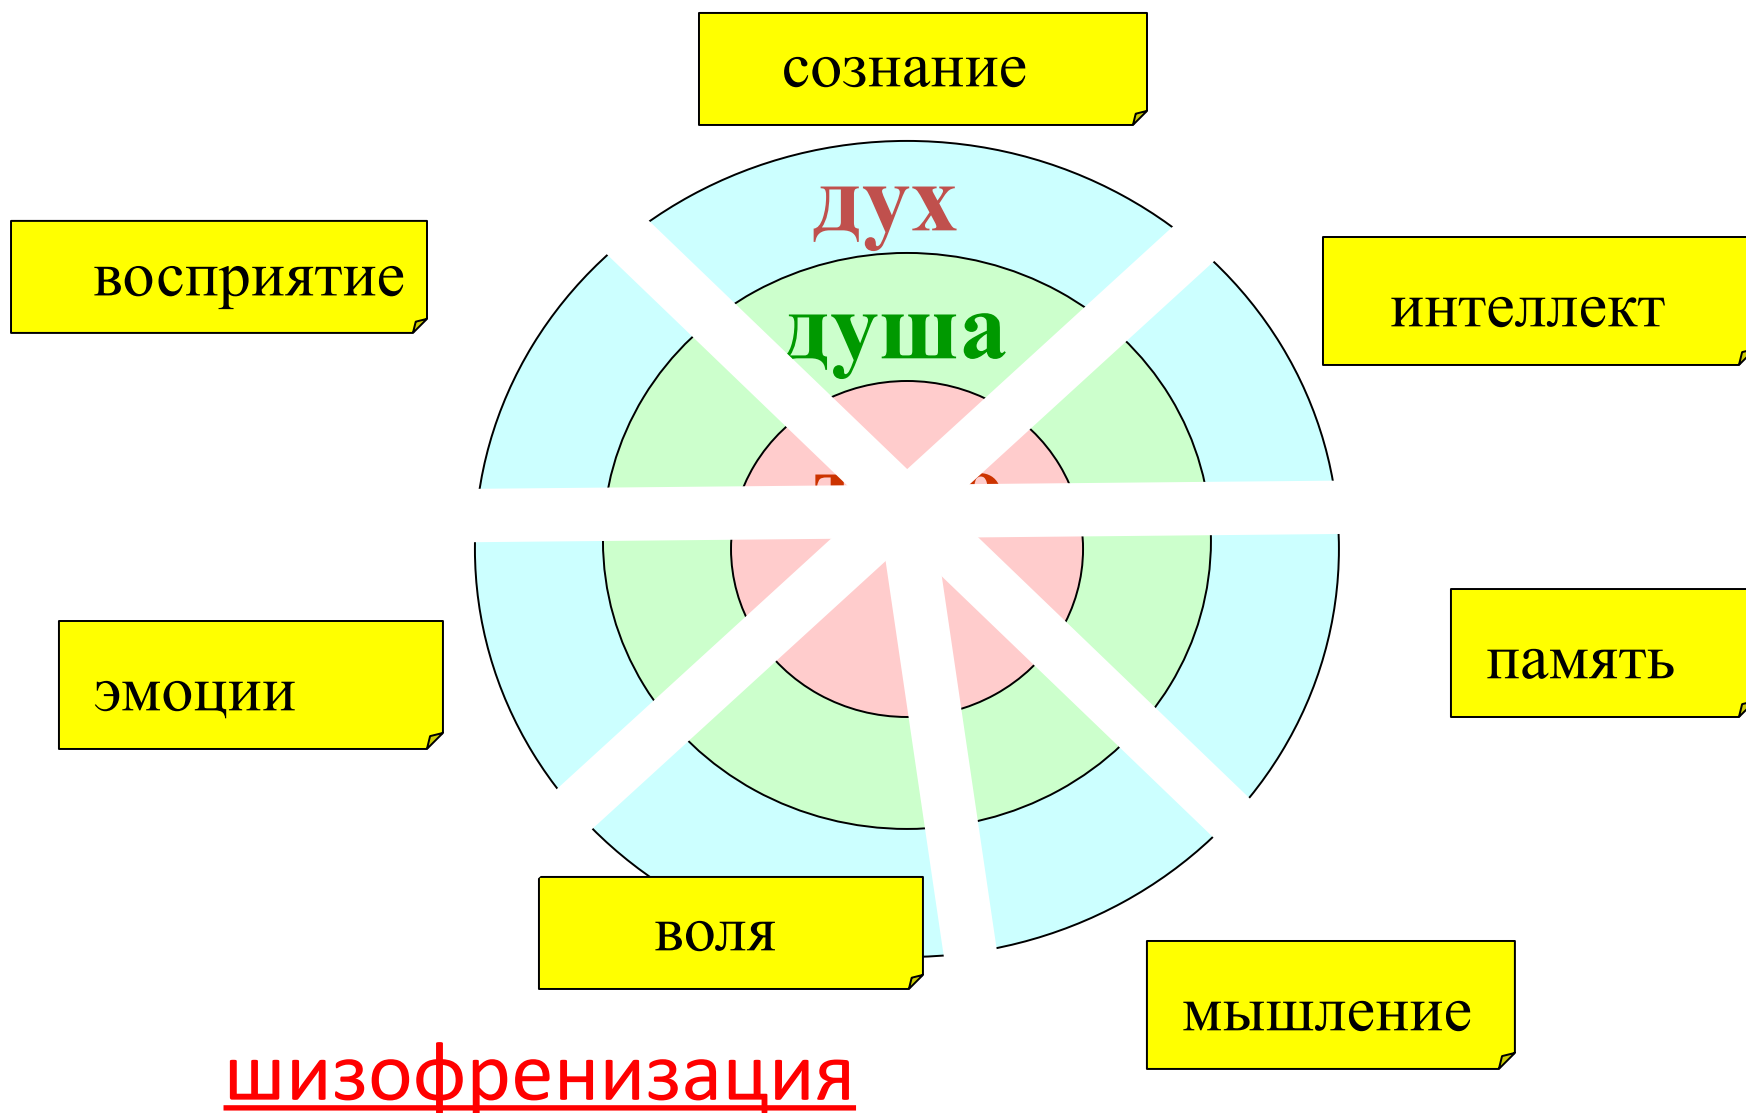 сознание
дух
восприятие
интеллект
душа
память
эмоции
воля
мышление
шизофренизация